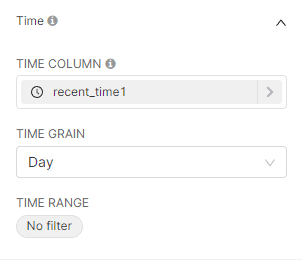 Time
TIME COLUMN
recent_time1
TIME GRAIN
Day
TIME RANGE
No filter